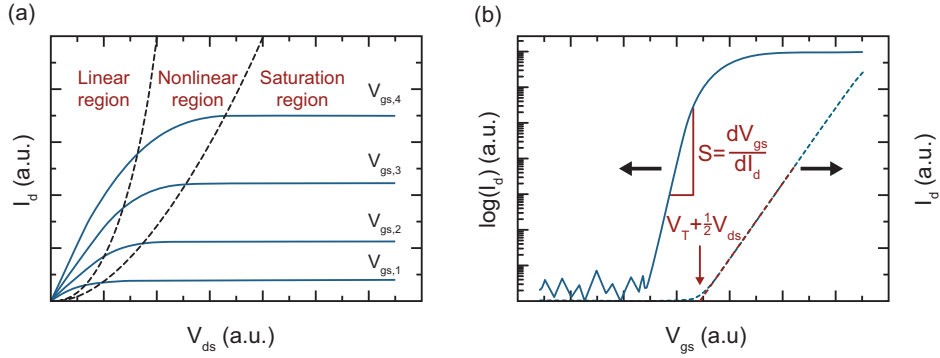 (a)
Linear
region
Nonlinear
region
Saturation
region
V_gs,4
V_gs,3
V_gs,2
V_gs,1
I_d (a.u.)
V_ds (a.u.)
(b)
log(I_d) (a.u.)
S=dV_gs/dI_d
V_T+½V_ds
I_d (a.u.)
V_gs (a.u)